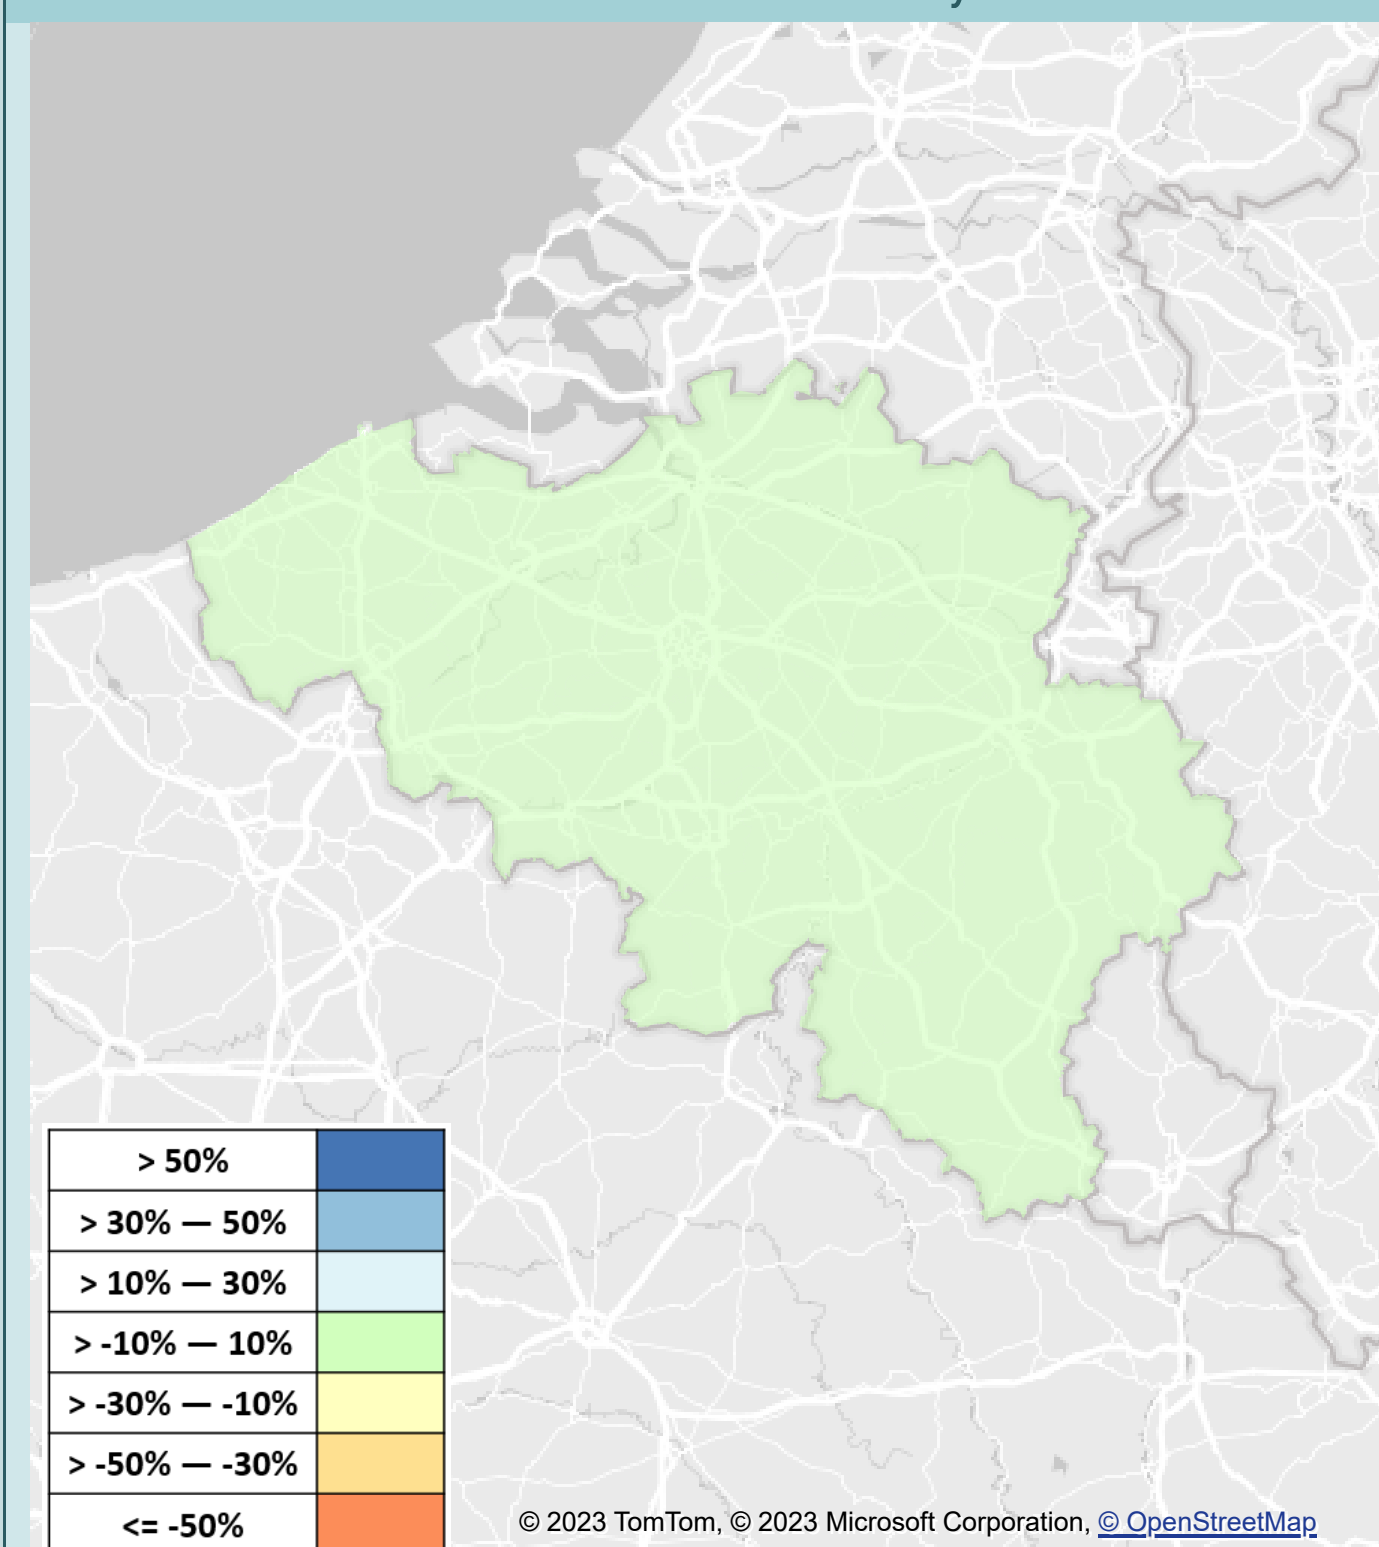 > 50%
> 30% — 50%
> 10% — 30%
> -10% — 10%
> -30% — -10%
> -50% — -30%
<= -50%
© 2023 TomTom, © 2023 Microsoft Corporation, © OpenStreetMap